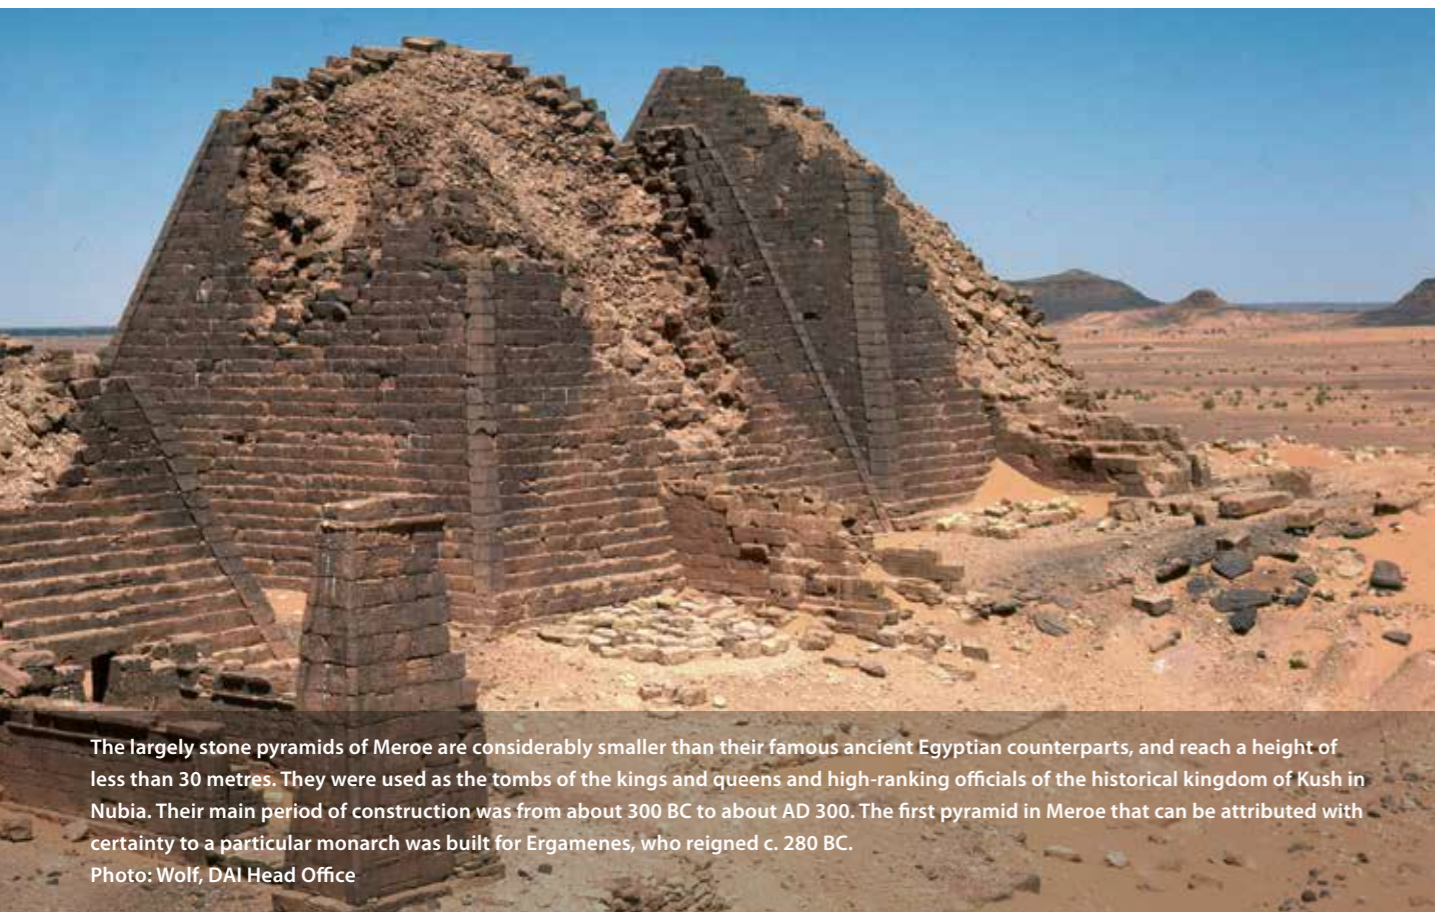 The largely stone pyramids of Meroe are considerably smaller than their famous ancient Egyptian counterparts, and reach a height of
less than 30 metres. They were used as the tombs of the kings and queens and high-ranking officials of the historical kingdom of Kush in
Nubia. Their main period of construction was from about 300 BC to about AD 300. The first pyramid in Meroe that can be attributed with
certainty to a particular monarch was built for Ergamenes, who reigned c. 280 BC.
Photo: Wolf, DAI Head Office